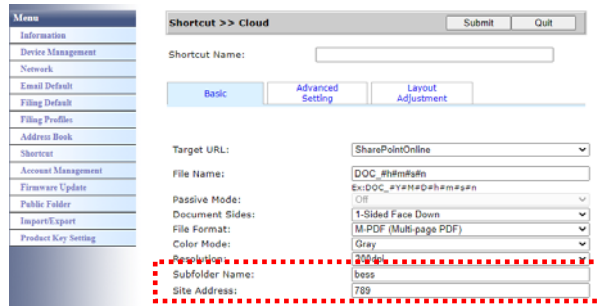 Menu
Information
Device Management
Network
Email Default
Filing Default
Filing Profiles
Address Book
Shortcut
Account Management
Firmware Update
Public Folder
Import/Export
Product Key Setting
Shortcut >> Cloud
Submit
Quit
Shortcut Name:
Basic
Advanced
Setting
Layout
Adjustment
Target URL: SharePointOnline
File Name: DOC_#h#m#s#n
Ex:DOC_#Y#M#D#h#m#s#n
Passive Mode: Off
Document Sides: 1-Sided Face Down
File Format: M-PDF (Multi-page PDF)
Color Mode: Gray
Resolution: 200dpi
Subfolder Name: bess
Site Address: 789